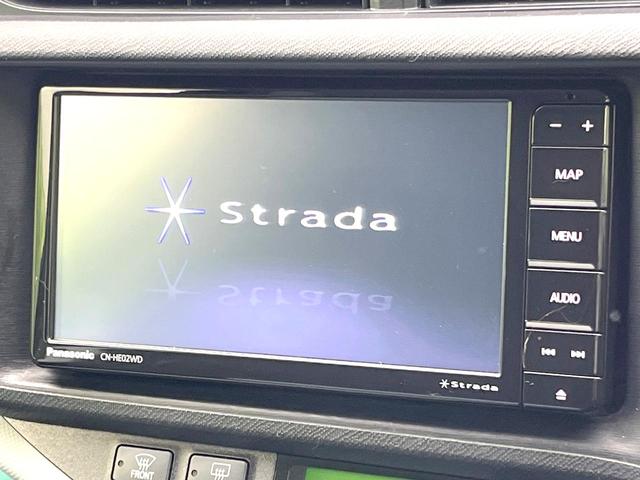 Strada
− +
MAP
MENU
AUDIO
Panasonic CN-HE02WD
Strada
FRONT